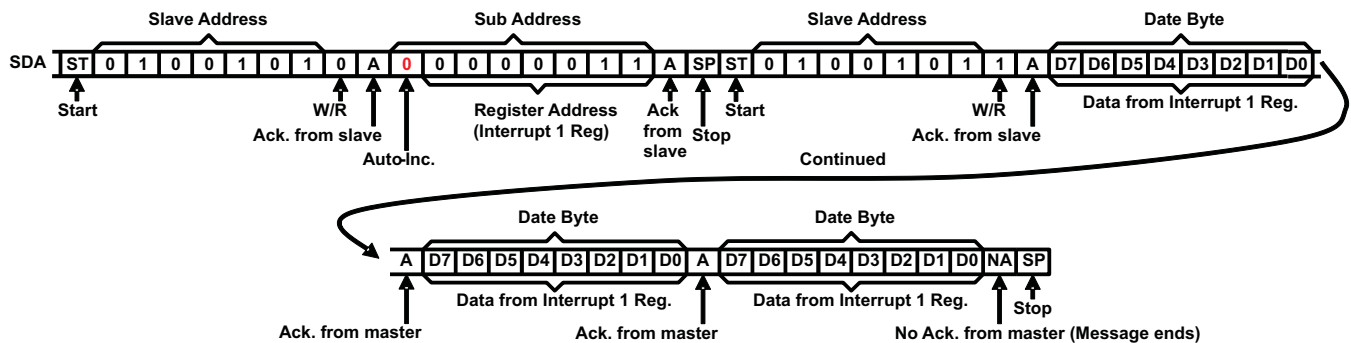 Slave Address Sub Address Slave Address Date Byte
SDA ST 0 1 0 0 1 0 1 0 A 0 0 0 0 0 0 1 1 A SP ST 0 1 0 0 1 0 1 1 A D7 D6 D5 D4 D3 D2 D1 D0
Start W/R Register Address Ack Start W/R Data from Interrupt 1 Reg.
Ack. from slave (Interrupt 1 Reg) from Stop Ack. from slave
Auto-Inc. slave Continued
Date Byte Date Byte
A D7 D6 D5 D4 D3 D2 D1 D0 A D7 D6 D5 D4 D3 D2 D1 D0 NA SP
Data from Interrupt 1 Reg. Data from Interrupt 1 Reg. Stop
Ack. from master Ack. from master No Ack. from master (Message ends)